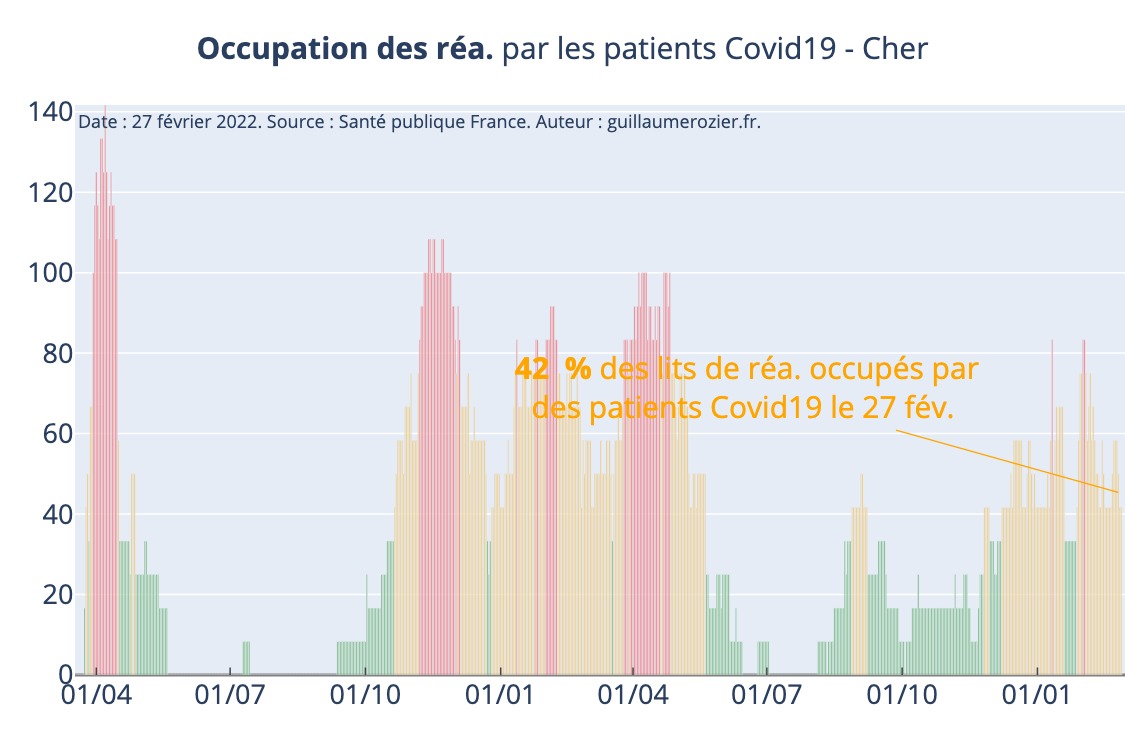 Occupation des réa. par les patients Covid19 - Cher
140
Date : 27 février 2022. Source : Santé publique France. Auteur : guillaumerozier.fr.
120
100
80
42 % des lits de réa. occupés par
des patients Covid19 le 27 fév.
60
40
20
0
01/04 01/07 01/10 01/01 01/04 01/07 01/10 01/01